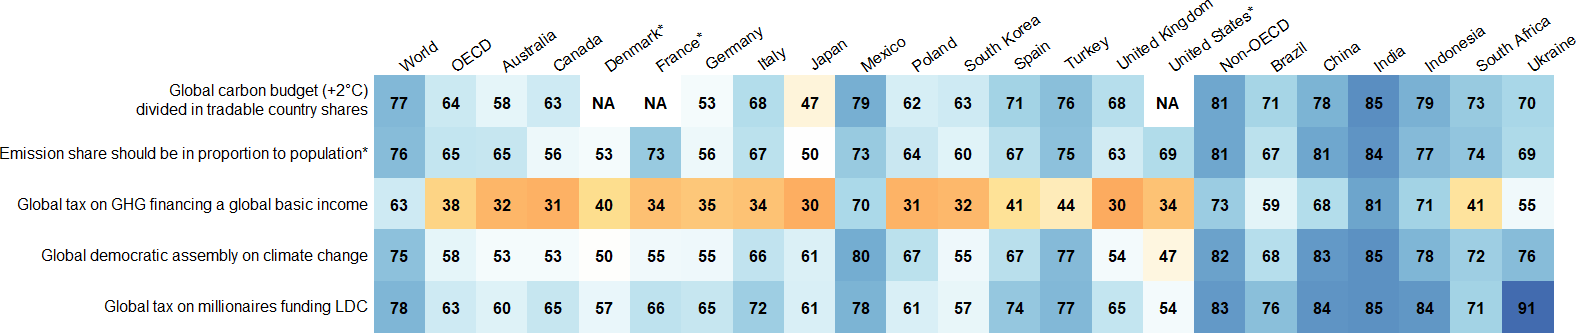 World OECD Australia Canada Denmark* France* Germany Italy Japan Mexico Poland South Korea Spain Turkey United Kingdom United States* Non-OECD Brazil China India Indonesia South Africa Ukraine
Global carbon budget (+2°C)
divided in tradable country shares
77 64 58 63 NA NA 53 68 47 79 62 63 71 76 68 NA 81 71 78 85 79 73 70
Emission share should be in proportion to population* 76 65 65 56 53 73 56 67 50 73 64 60 67 75 63 69 81 67 81 84 77 74 69
Global tax on GHG financing a global basic income 63 38 32 31 40 34 35 34 30 70 31 32 41 44 30 34 73 59 68 81 71 41 55
Global democratic assembly on climate change 75 58 53 53 50 55 55 66 61 80 67 55 67 77 54 47 82 68 83 85 78 72 76
Global tax on millionaires funding LDC 78 63 60 65 57 66 65 72 61 78 61 57 74 77 65 54 83 76 84 85 84 71 91